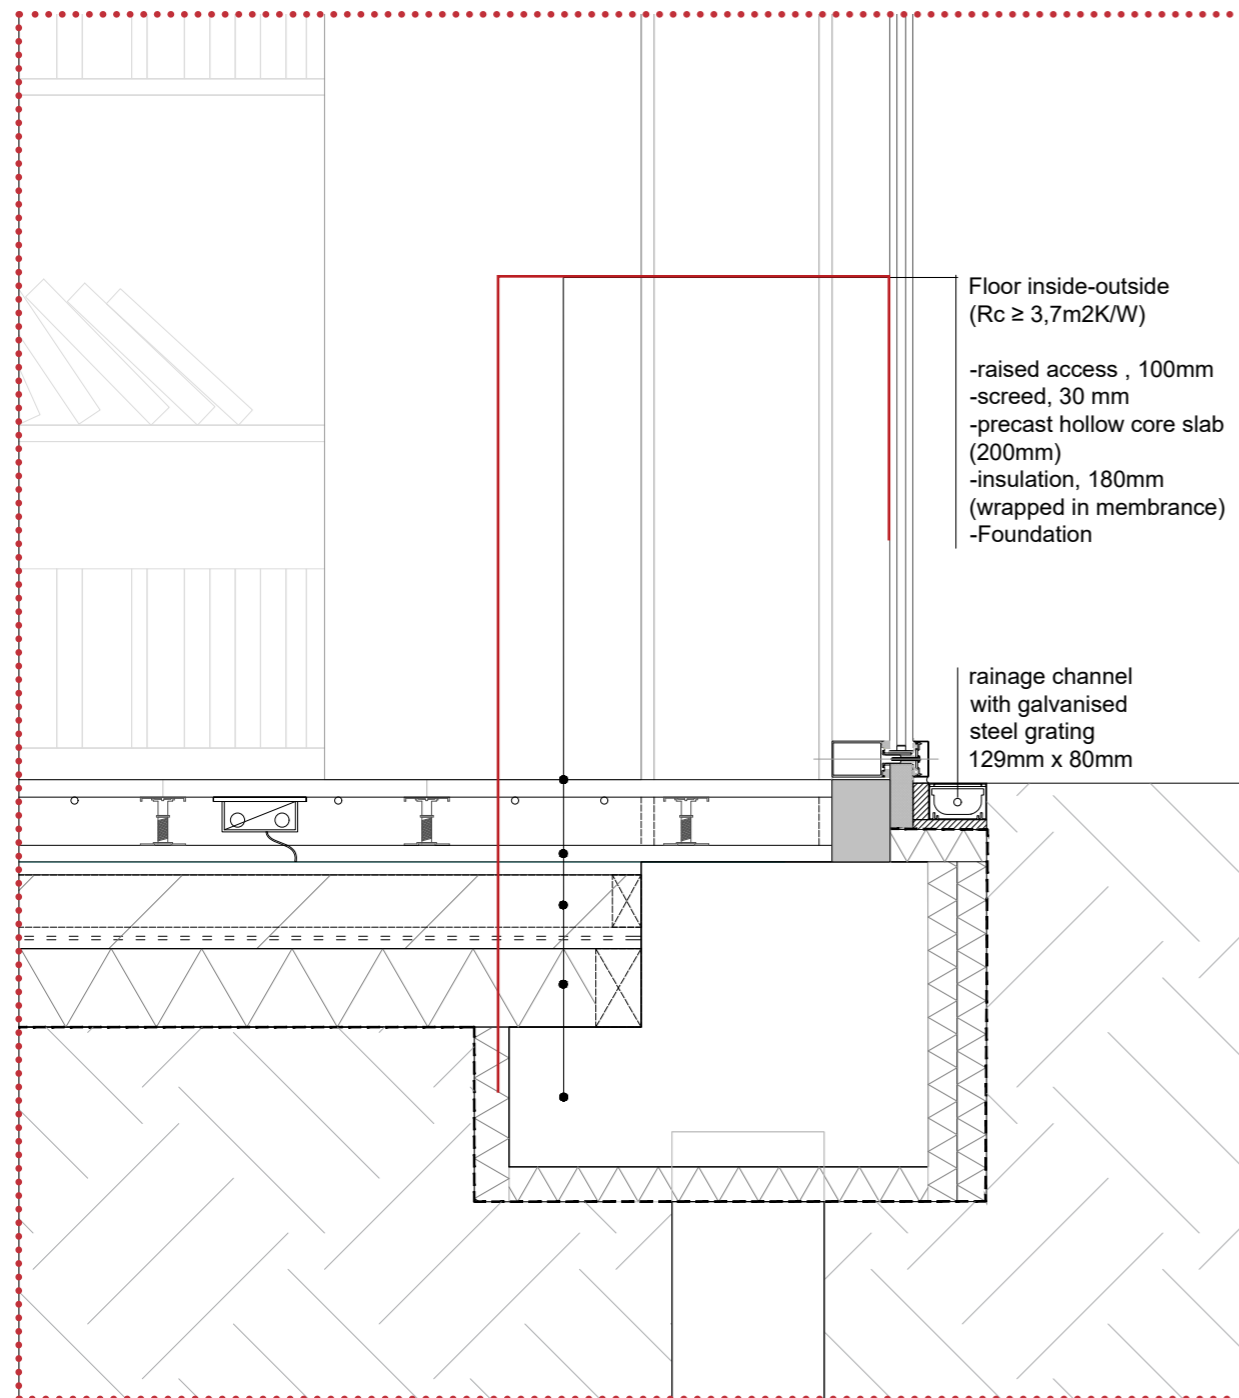 Floor inside-outside
(Rc ≥ 3,7m2K/W)
-raised access , 100mm
-screed, 30 mm
-precast hollow core slab
(200mm)
-insulation, 180mm
(wrapped in membrance)
-Foundation
rainage channel
with galvanised
steel grating
129mm x 80mm